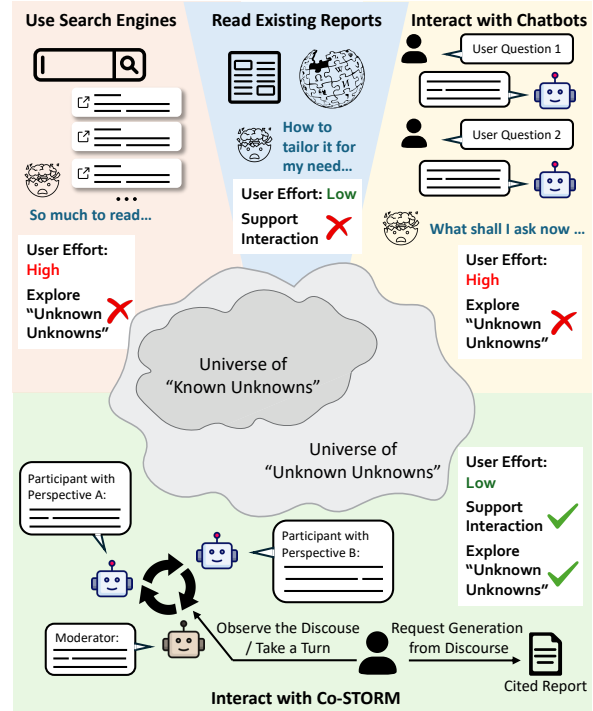 Use Search Engines
So much to read…
User Effort:
High
Explore
“Unknown
Unknowns”
Read Existing Reports
How to
tailor it for
my need…
User Effort: Low
Support
Interaction
Interact with Chatbots
User Question 1
User Question 2
What shall I ask now …
User Effort:
High
Explore
“Unknown
Unknowns”
Universe of
“Known Unknowns”
Universe of
“Unknown Unknowns”
User Effort:
Low
Support
Interaction
Explore
“Unknown
Unknowns”
Participant with
Perspective A:
Participant with
Perspective B:
Moderator:
Observe the Discourse
/ Take a Turn
Request Generation
from Discourse
Cited Report
Interact with Co-STORM